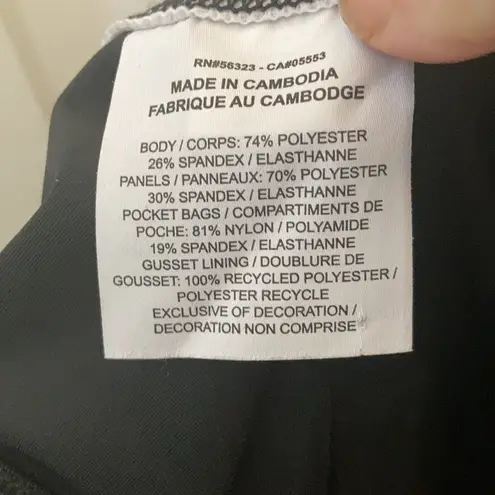 RN#56323 - CA#05553
MADE IN CAMBODIA
FABRIQUE AU CAMBODGE
BODY / CORPS: 74% POLYESTER
26% SPANDEX / ELASTHANNE
PANELS / PANNEAUX: 70% POLYESTER
30% SPANDEX / ELASTHANNE
POCKET BAGS / COMPARTIMENTS DE
POCHE: 81% NYLON / POLYAMIDE
19% SPANDEX / ELASTHANNE
GUSSET LINING / DOUBLURE DE
GOUSSET: 100% RECYCLED POLYESTER /
POLYESTER RECYCLE
EXCLUSIVE OF DECORATION /
DECORATION NON COMPRISE